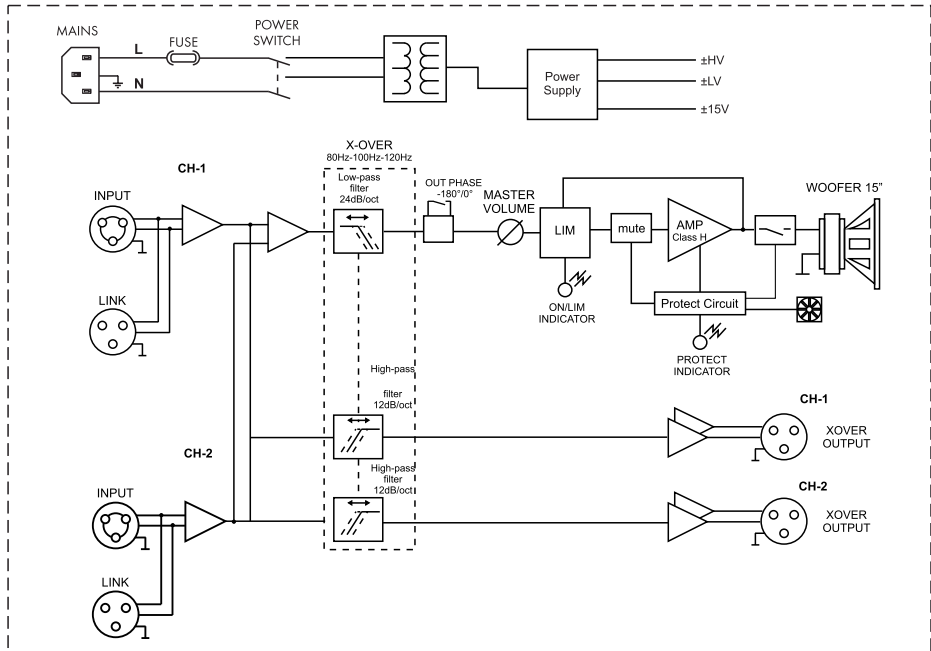 MAINS
L
FUSE
POWER
SWITCH
N
Power
Supply
±HV
±LV
±15V
X-OVER
80Hz-100Hz-120Hz
CH-1
Low-pass
filter
24dB/oct
OUT PHASE
-180°/0°
MASTER
VOLUME
WOOFER 15"
INPUT
LIM
mute
AMP
Class H
LINK
ON/LIM
INDICATOR
Protect Circuit
PROTECT
INDICATOR
High-pass
filter
12dB/oct
CH-1
XOVER
OUTPUT
CH-2
High-pass
filter
12dB/oct
CH-2
INPUT
XOVER
OUTPUT
LINK